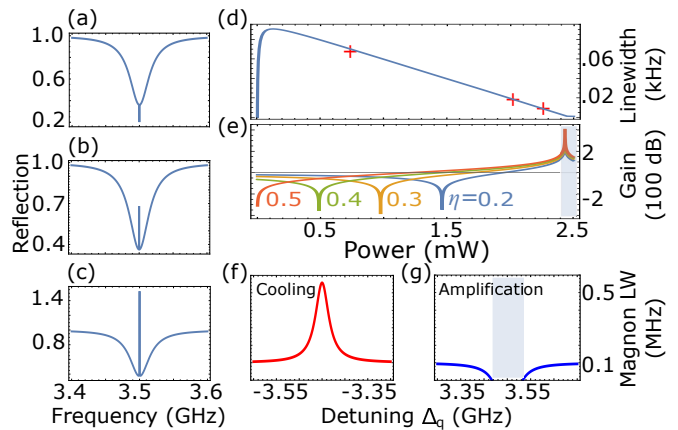 (a)
1.0
0.6
0.2
(b)
1.0
0.7
0.4
Reflection
(c)
1.4
0.8
3.4 3.5 3.6
Frequency (GHz)
(d)
.06
.02
Linewidth
(kHz)
(e)
2
-2
Gain
(100 dB)
0.5 0.4 0.3 η=0.2
0.5 1.5 2.5
Power (mW)
(f)
Cooling
−3.55 −3.35
(g)
Amplification
0.5
0.1
Magnon LW
(MHz)
3.35 3.55
Detuning Δq (GHz)